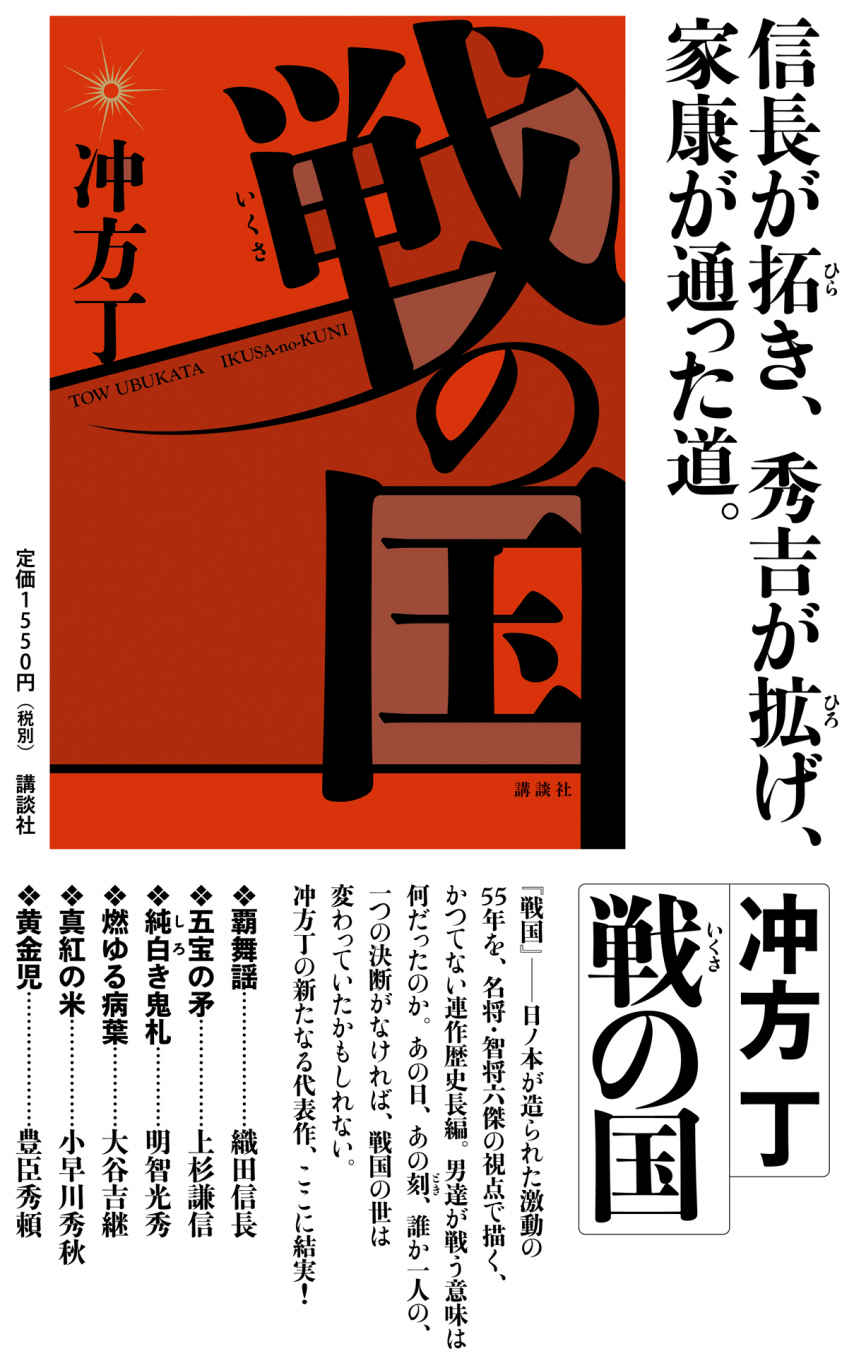 信長が拓き、秀吉が拡げ、
ひら
ひろ
家康が通った道。
冲方丁
戦の国
いくさ
TOW UBUKATA IKUSA-no-KUNI
講談社
定価1550円（税別） 講談社
冲方 丁
戦の国
いくさ
『戦国』――日ノ本が造られた激動の
55年を、名将・智将六傑の視点で描く、
かつてない連作歴史長編。男達が戦う意味は
何だったのか。あの日、あの刻、誰か一人の、
とき
一つの決断がなければ、戦国の世は
変わっていたかもしれない。
冲方丁の新たなる代表作、ここに結実！
❖覇舞謡…………織田信長
❖五宝の矛…………上杉謙信
❖純白き鬼札…………明智光秀
しろ
❖燃ゆる病葉…………大谷吉継
❖真紅の米…………小早川秀秋
❖黄金児…………豊臣秀頼